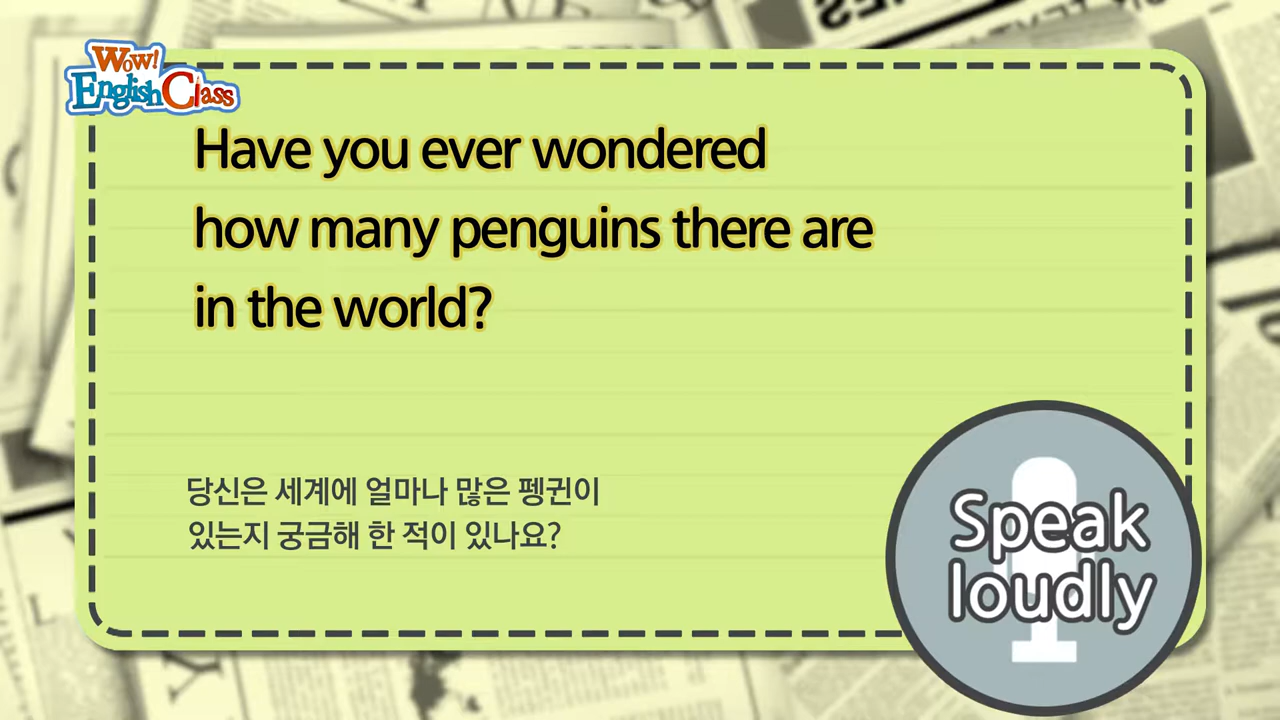 Wow!
English Class
Have you ever wondered
how many penguins there are
in the world?
당신은 세계에 얼마나 많은 펭귄이
있는지 궁금해 한 적이 있나요?
Speak
loudly